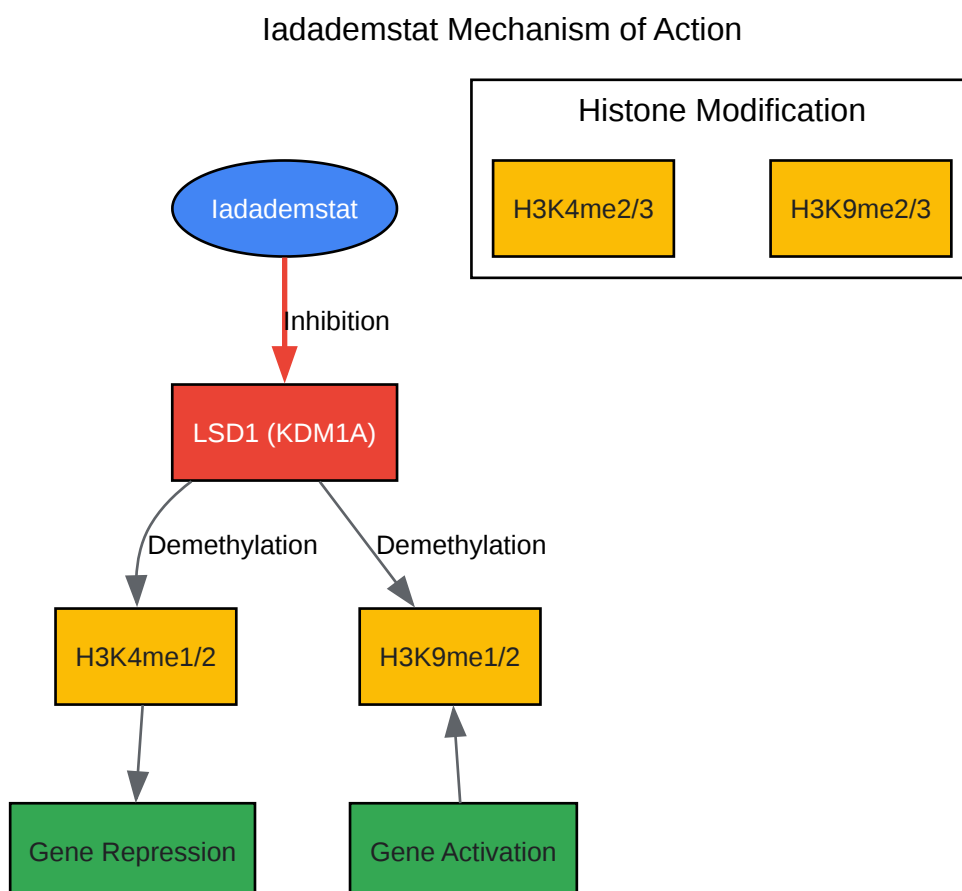 Iadademstat Mechanism of Action
Histone Modification
Iadademstat
H3K4me2/3
H3K9me2/3
Inhibition
LSD1 (KDM1A)
Demethylation
Demethylation
H3K4me1/2
H3K9me1/2
Gene Repression
Gene Activation